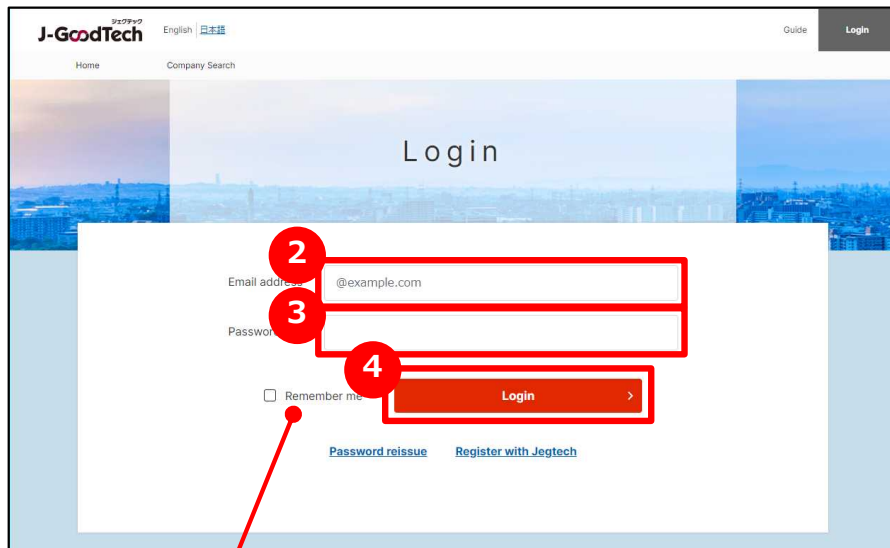 ジェグテック
J-GoodTech English 日本語 Guide Login
Home Company Search
Login
2
Email address @example.com
3
Password
4
Remember me Login
Password reissue Register with Jegtech